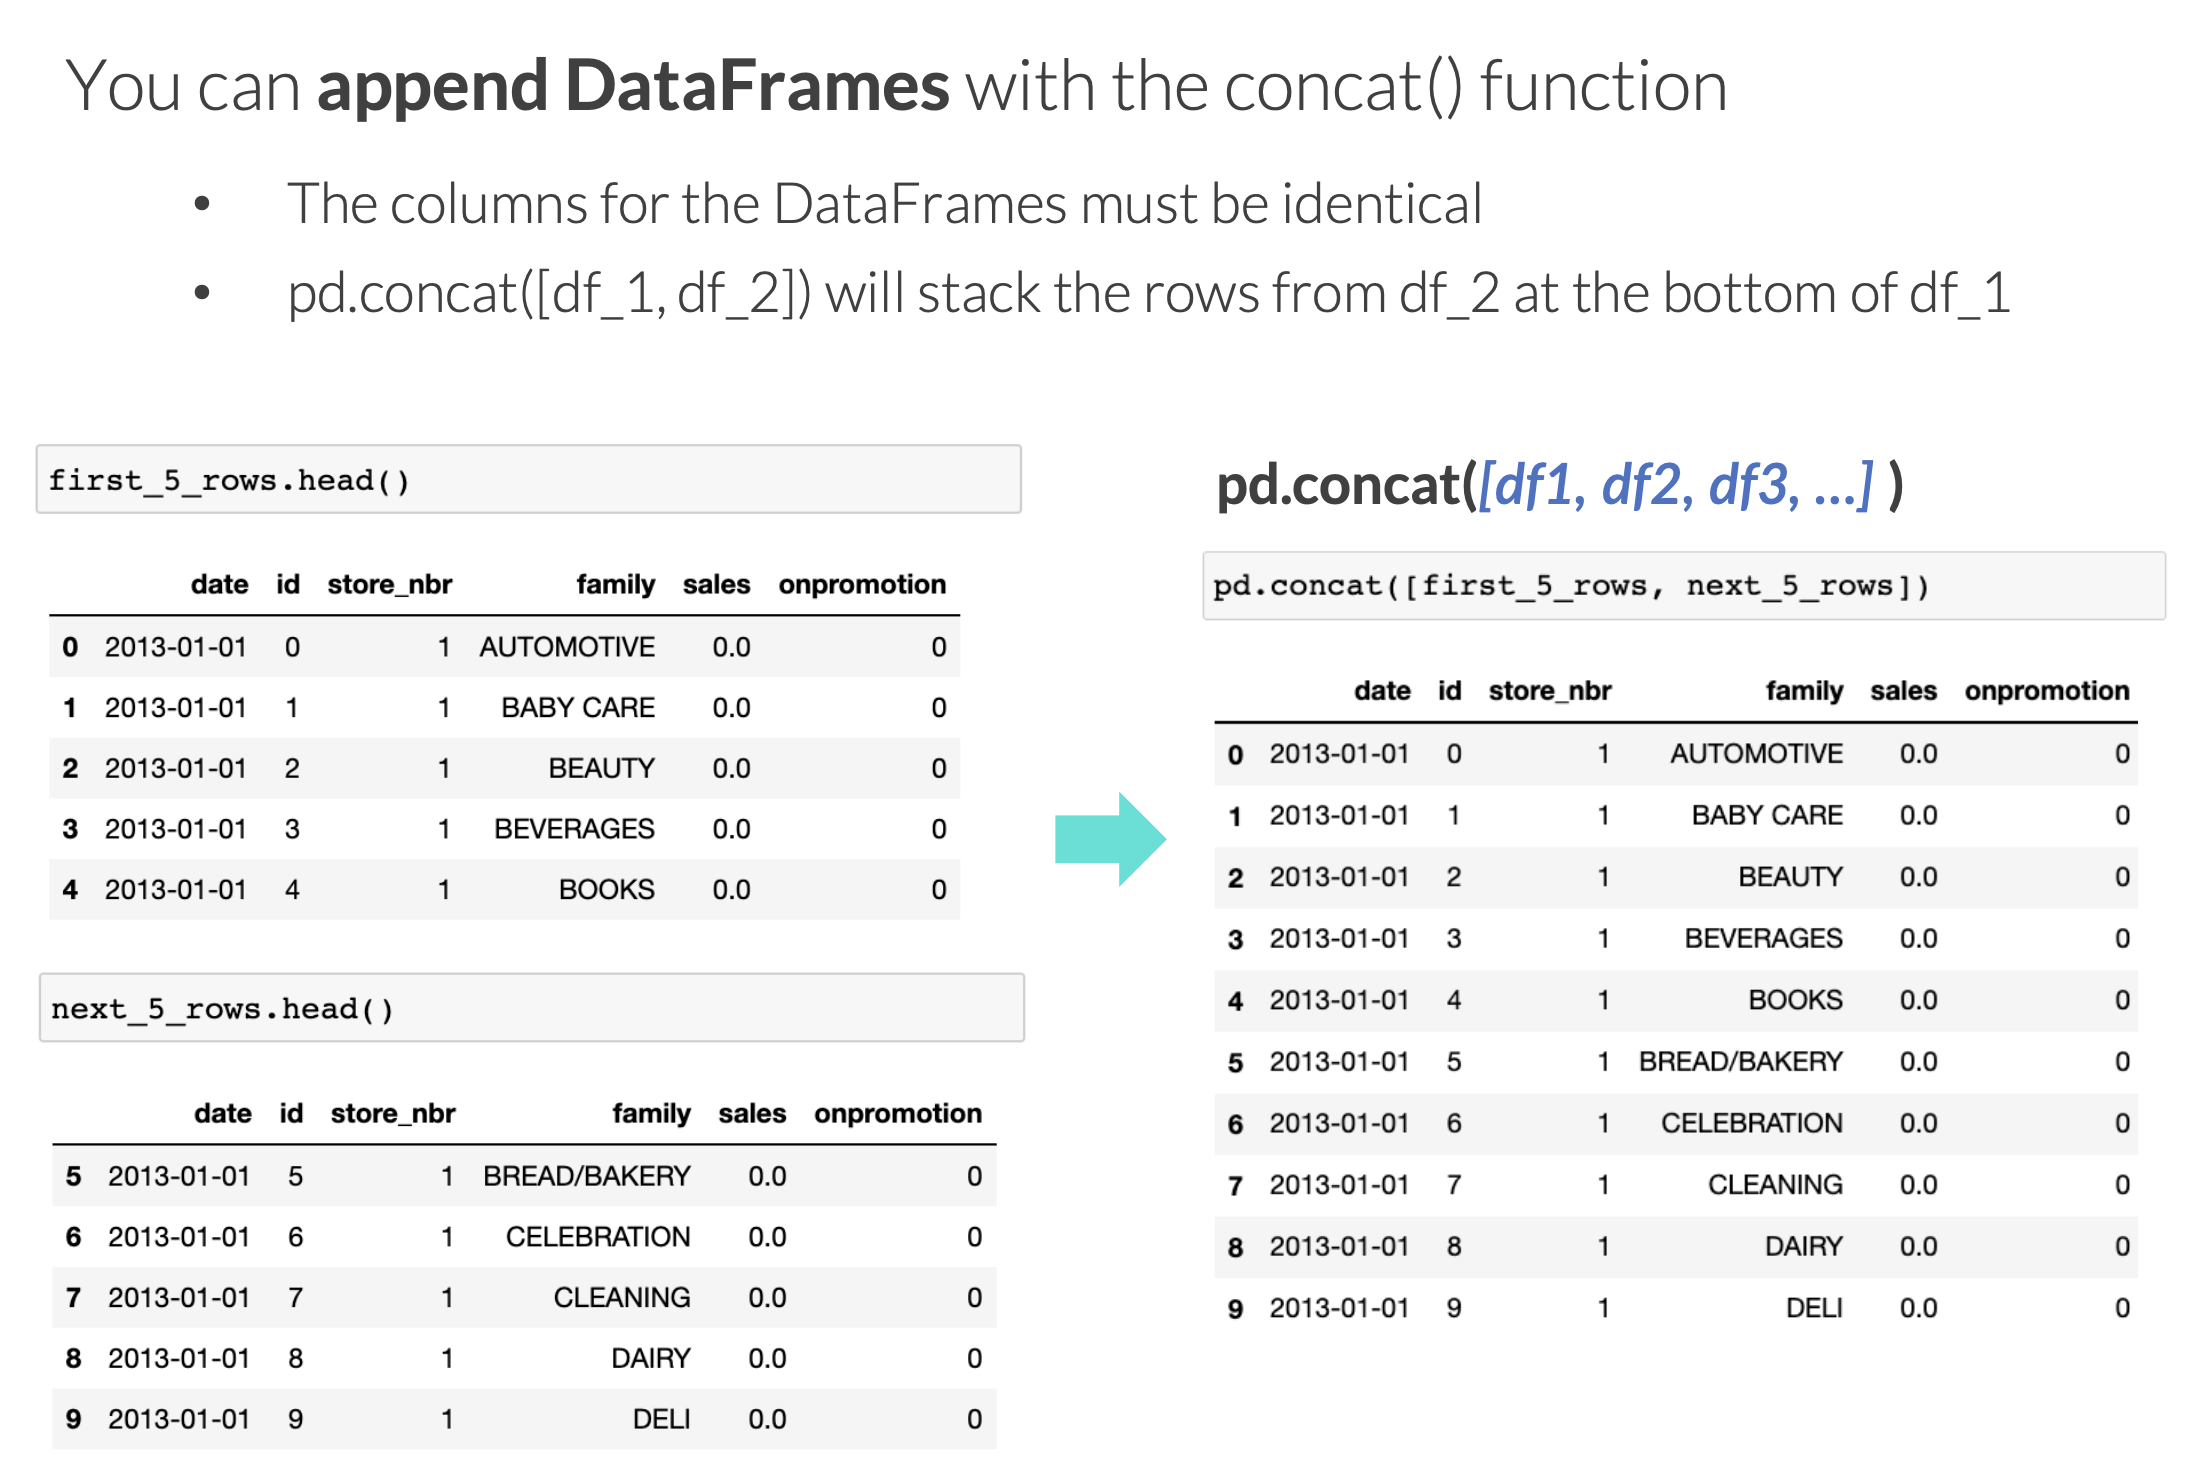 You can append DataFrames with the concat() function
• The columns for the DataFrames must be identical
• pd.concat([df_1, df_2]) will stack the rows from df_2 at the bottom of df_1
first_5_rows.head()
date id store_nbr family sales onpromotion
0 2013-01-01 0 1 AUTOMOTIVE 0.0 0
1 2013-01-01 1 1 BABY CARE 0.0 0
2 2013-01-01 2 1 BEAUTY 0.0 0
3 2013-01-01 3 1 BEVERAGES 0.0 0
4 2013-01-01 4 1 BOOKS 0.0 0
next_5_rows.head()
date id store_nbr family sales onpromotion
5 2013-01-01 5 1 BREAD/BAKERY 0.0 0
6 2013-01-01 6 1 CELEBRATION 0.0 0
7 2013-01-01 7 1 CLEANING 0.0 0
8 2013-01-01 8 1 DAIRY 0.0 0
9 2013-01-01 9 1 DELI 0.0 0
pd.concat([df1, df2, df3, …] )
pd.concat([first_5_rows, next_5_rows])
date id store_nbr family sales onpromotion
0 2013-01-01 0 1 AUTOMOTIVE 0.0 0
1 2013-01-01 1 1 BABY CARE 0.0 0
2 2013-01-01 2 1 BEAUTY 0.0 0
3 2013-01-01 3 1 BEVERAGES 0.0 0
4 2013-01-01 4 1 BOOKS 0.0 0
5 2013-01-01 5 1 BREAD/BAKERY 0.0 0
6 2013-01-01 6 1 CELEBRATION 0.0 0
7 2013-01-01 7 1 CLEANING 0.0 0
8 2013-01-01 8 1 DAIRY 0.0 0
9 2013-01-01 9 1 DELI 0.0 0